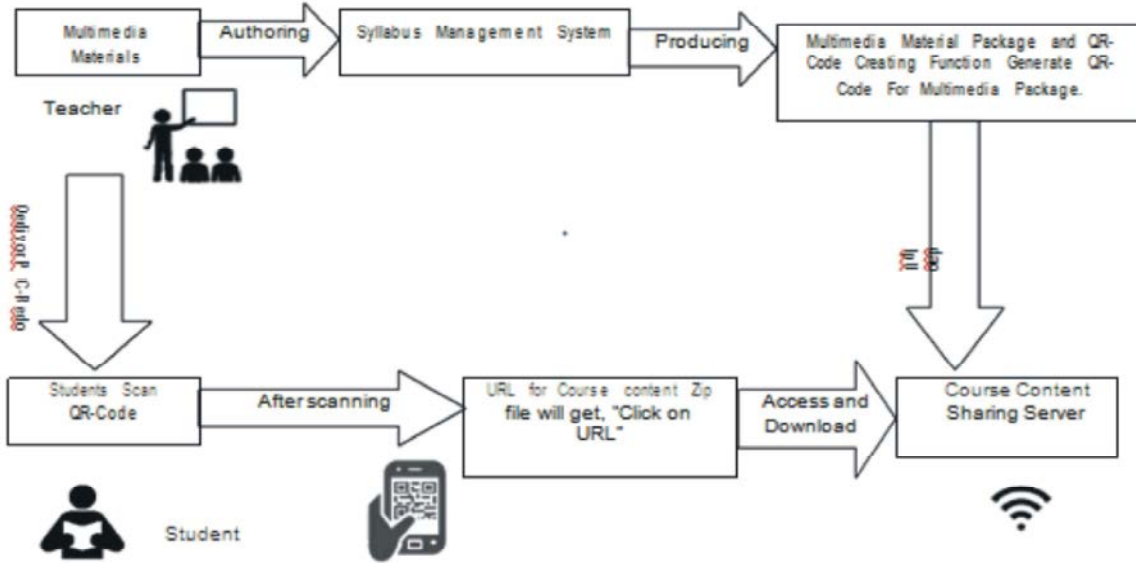 Multimedia
Materials
Authoring
Syllabus Management System
Producing
Multimedia Material Package and QR-
Code Creating Function Generate QR-
Code For Multimedia Package.
Teacher
Students Scan
QR-Code
After scanning
URL for Course content Zip
file will get, "Click on
URL"
Access and
Download
Course Content
Sharing Server
Student